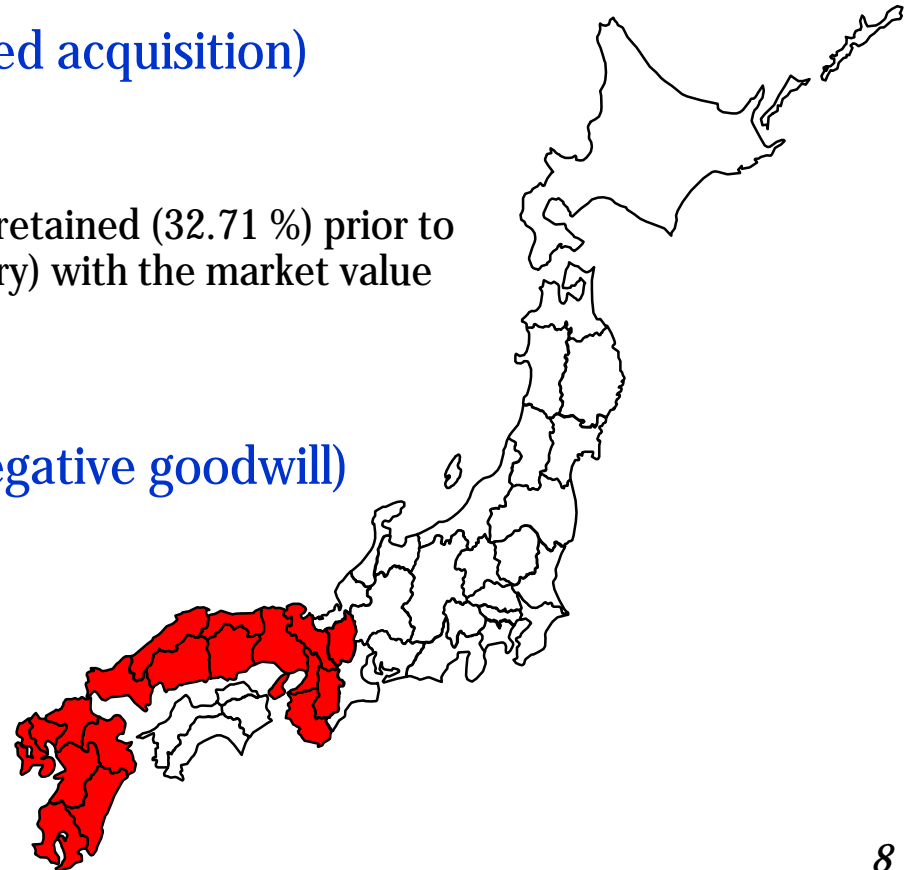 ed acquisition)
retained (32.71 %) prior to
ry) with the market value
egative goodwill)
8